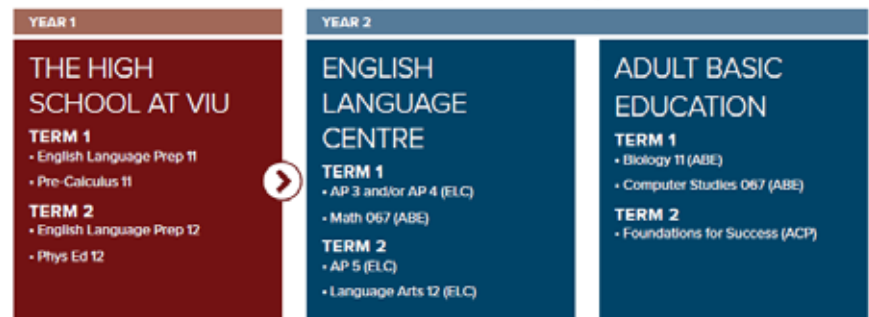 YEAR 1
THE HIGH
SCHOOL AT VIU
TERM 1
• English Language Prep 11
• Pre-Calculus 11
TERM 2
• English Language Prep 12
• Phys Ed 12
YEAR 2
ENGLISH
LANGUAGE
CENTRE
TERM 1
• AP 3 and/or AP 4 (ELC)
• Math 067 (ABE)
TERM 2
• AP 5 (ELC)
• Language Arts 12 (ELC)
ADULT BASIC
EDUCATION
TERM 1
• Biology 11 (ABE)
• Computer Studies 067 (ABE)
TERM 2
• Foundations for Success (ACP)